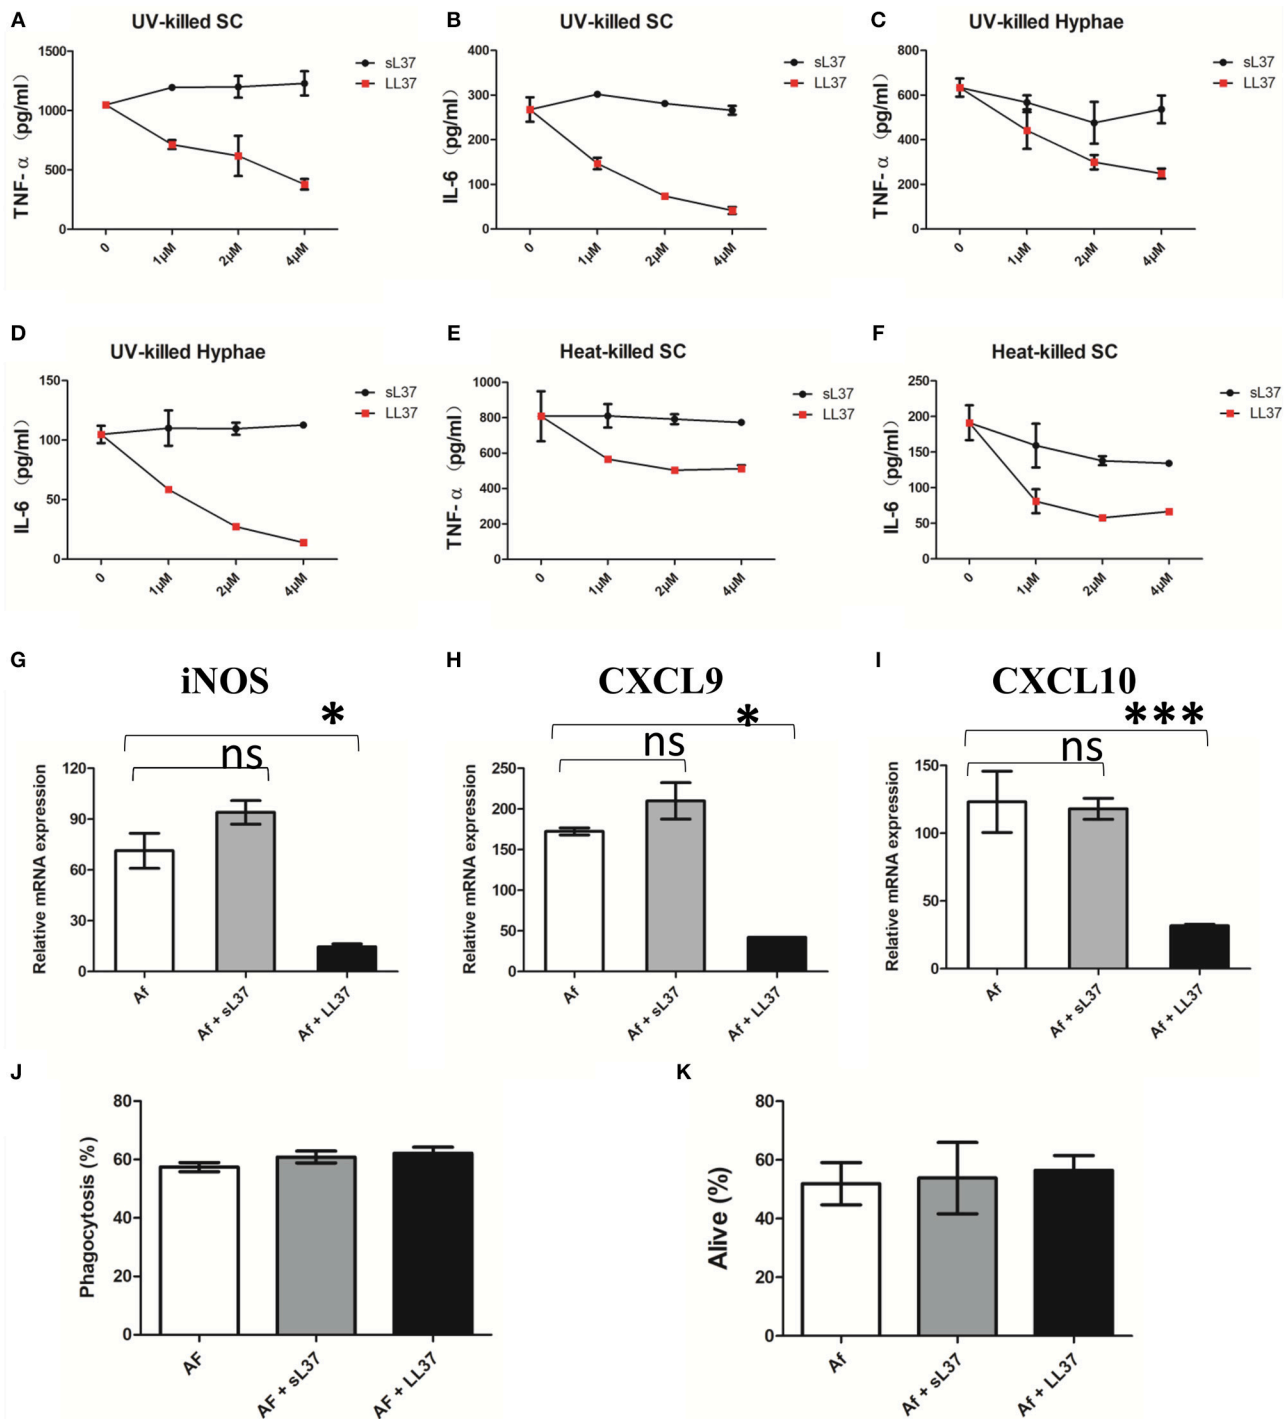 A
UV-killed SC
TNF- α (pg/ml)
1500
1000
500
0
0
1µM
2µM
4µM
sL37
LL37
B
UV-killed SC
IL-6 (pg/ml)
400
300
200
100
0
0
1µM
2µM
4µM
sL37
LL37
C
UV-killed Hyphae
TNF- α (pg/ml)
800
600
400
200
0
0
1µM
2µM
4µM
sL37
LL37
D
UV-killed Hyphae
IL-6 (pg/ml)
150
100
50
0
0
1µM
2µM
4µM
sL37
LL37
E
Heat-killed SC
TNF- α (pg/ml)
1000
800
600
400
200
0
0
1µM
2µM
4µM
sL37
LL37
F
Heat-killed SC
IL-6 (pg/ml)
250
200
150
100
50
0
0
1µM
2µM
4µM
sL37
LL37
G
iNOS
*
ns
Relative mRNA expression
120
90
60
30
0
Af
Af + sL37
Af + LL37
H
CXCL9
*
ns
Relative mRNA expression
250
200
150
100
50
0
Af
Af + sL37
Af + LL37
I
CXCL10
***
ns
Relative mRNA expression
150
100
50
0
Af
Af + sL37
Af + LL37
J
Phagocytosis (%)
80
60
40
20
0
AF
AF + sL37
AF + LL37
K
Alive (%)
80
60
40
20
0
Af
Af + sL37
Af + LL37